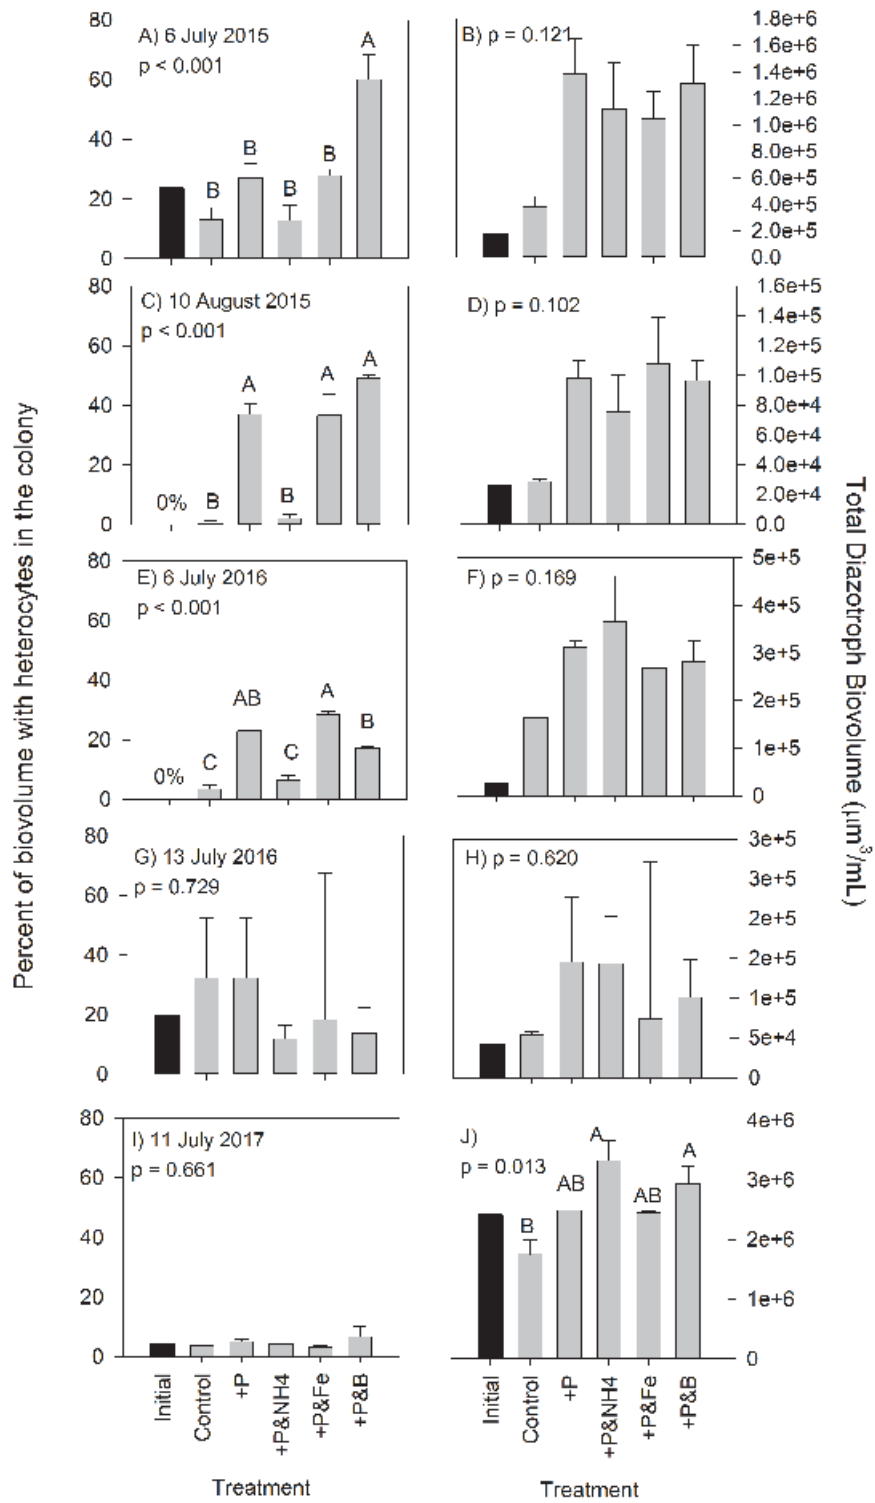 Percent of biovolume with heterocytes in the colony
A) 6 July 2015
p < 0.001
80
60
40
20
0
B
B
B
B
A
B) p = 0.121
1.8e+6
1.6e+6
1.4e+6
1.2e+6
1.0e+6
8.0e+5
6.0e+5
4.0e+5
2.0e+5
0.0
C) 10 August 2015
p < 0.001
80
60
40
20
0
0%
B
A
B
A
A
D) p = 0.102
1.6e+5
1.4e+5
1.2e+5
1.0e+5
8.0e+4
6.0e+4
4.0e+4
2.0e+4
0.0
E) 6 July 2016
p < 0.001
80
60
40
20
0
0%
C
AB
C
A
B
F) p = 0.169
5e+5
4e+5
3e+5
2e+5
1e+5
0
G) 13 July 2016
p = 0.729
80
60
40
20
0
H) p = 0.620
3e+5
3e+5
2e+5
2e+5
1e+5
5e+4
0
I) 11 July 2017
p = 0.661
80
60
40
20
0
J)
p = 0.013
B
AB
A
AB
A
4e+6
3e+6
2e+6
1e+6
0
Total Diazotroph Biovolume (μm³/mL)
Initial
Control
+P
+P&NH4
+P&Fe
+P&B
Treatment
Initial
Control
+P
+P&NH4
+P&Fe
+P&B
Treatment